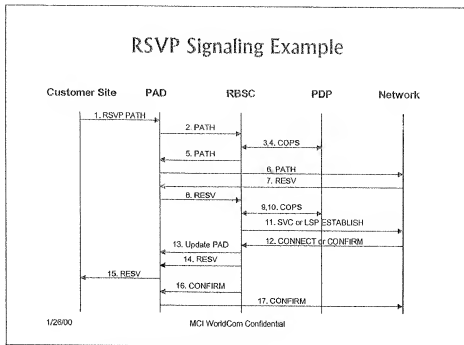 RSVP Signaling Example
Customer Site PAD RBSC PDP Network
1. RSVP PATH
2. PATH
3,4. COPS
5. PATH
6. PATH
7. RESV
8. RESV
9,10. COPS
11. SVC or LSP ESTABLISH
12. CONNECT or CONFIRM
13. Update PAD
14. RESV
15. RESV
16. CONFIRM
17. CONFIRM
1/26/00 MCI WorldCom Confidential